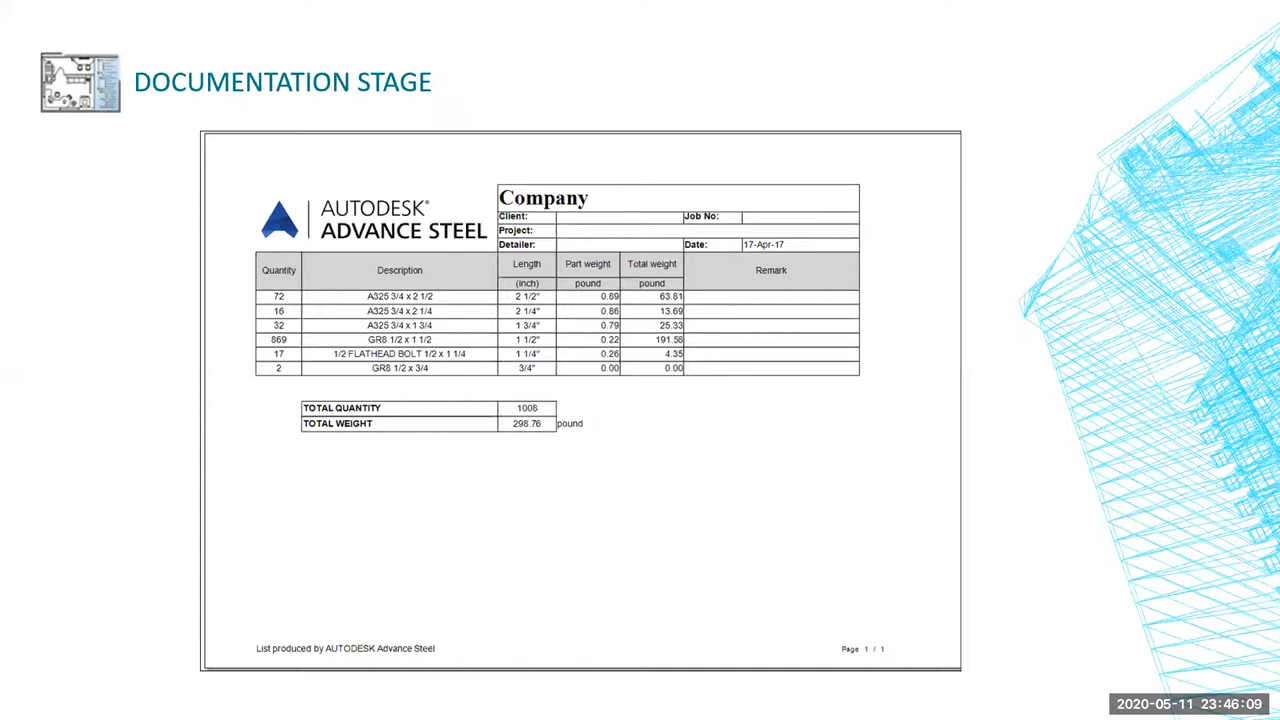 DOCUMENTATION STAGE
AUTODESK®
ADVANCE STEEL
Company
Client: Job No:
Project:
Detailer: Date: 17-Apr-17
Quantity Description Length Part weight Total weight Remark
(inch) pound pound
72 A325 3/4 x 2 1/2 2 1/2" 0.89 63.81
16 A325 3/4 x 2 1/4 2 1/4" 0.86 13.69
32 A325 3/4 x 1 3/4 1 3/4" 0.79 25.33
869 GR8 1/2 x 1 1/2 1 1/2" 0.22 191.58
17 1/2 FLATHEAD BOLT 1/2 x 1 1/4 1 1/4" 0.26 4.35
2 GR8 1/2 x 3/4 3/4" 0.00 0.00
TOTAL QUANTITY 1008
TOTAL WEIGHT 298.76 pound
List produced by AUTODESK Advance Steel Page 1 / 1
2020-05-11 23:46:09